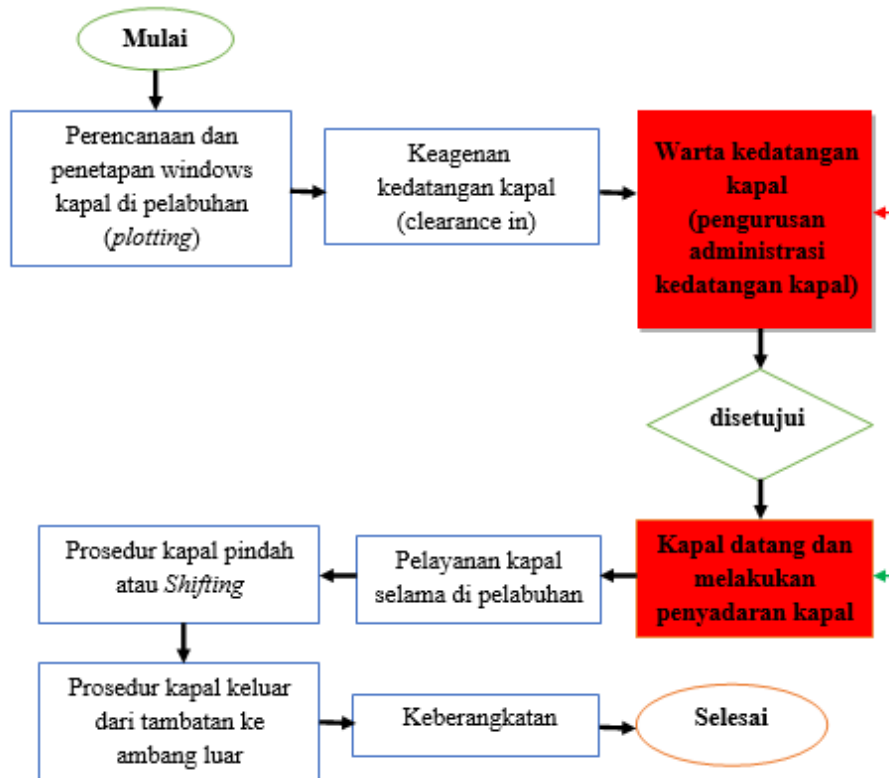 Mulai
Perencanaan dan
penetapan windows
kapal di pelabuhan
(plotting)
Keagenan
kedatangan kapal
(clearance in)
Warta kedatangan
kapal
(pengurusan
administrasi
kedatangan kapal)
disetujui
Kapal datang dan
melakukan
penyadaran kapal
Pelayanan kapal
selama di pelabuhan
Prosedur kapal pindah
atau Shifting
Prosedur kapal keluar
dari tambatan ke
ambang luar
Keberangkatan
Selesai